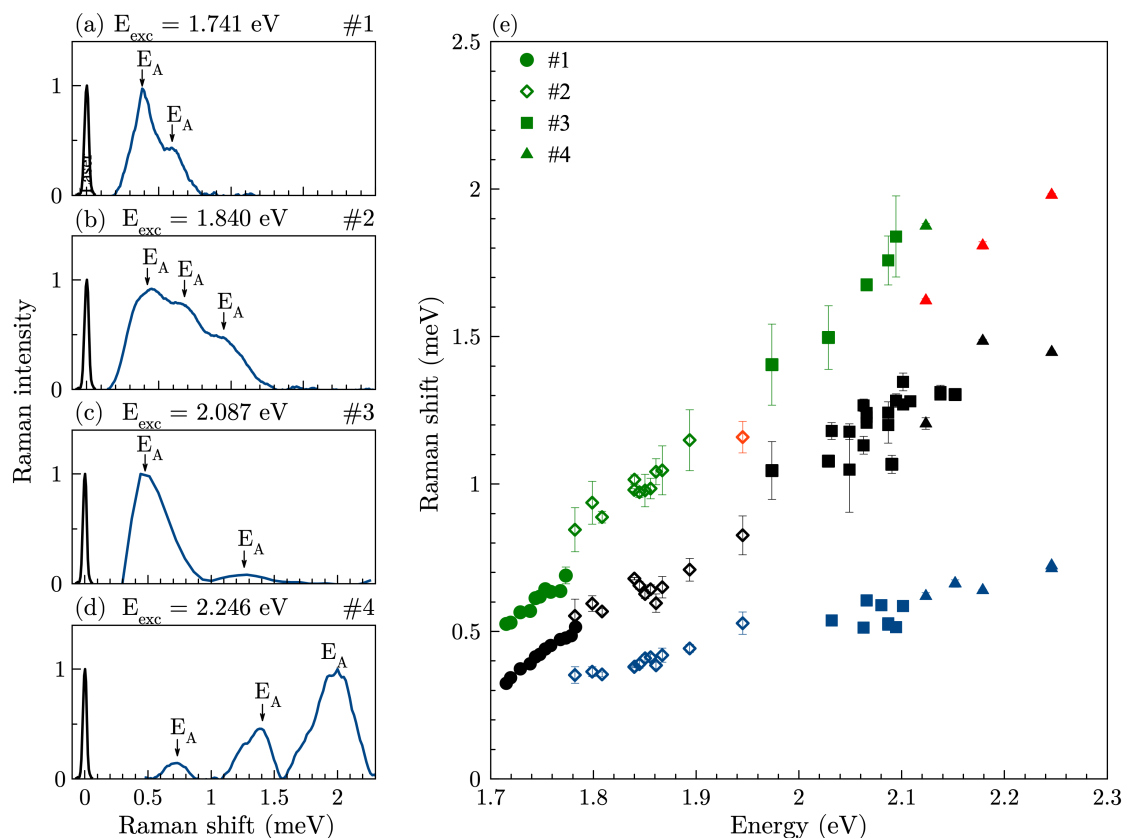 (a) E_exc = 1.741 eV #1
E_A
E_A
1
0
(b) E_exc = 1.840 eV #2
E_A
E_A
E_A
1
0
(c) E_exc = 2.087 eV #3
E_A
E_A
1
0
(d) E_exc = 2.246 eV #4
E_A
E_A
E_A
1
0
0 0.5 1 1.5 2
Raman shift (meV)
Raman intensity
(e)
#1
#2
#3
#4
2.5
2
1.5
1
0.5
0
1.7 1.8 1.9 2 2.1 2.2 2.3
Energy (eV)
Raman shift (meV)